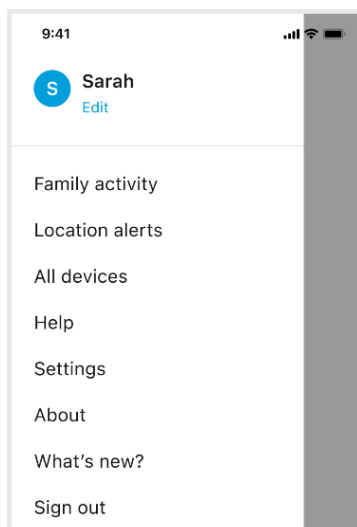 9:41
S
Sarah
Edit
Family activity
Location alerts
All devices
Help
Settings
About
What's new?
Sign out